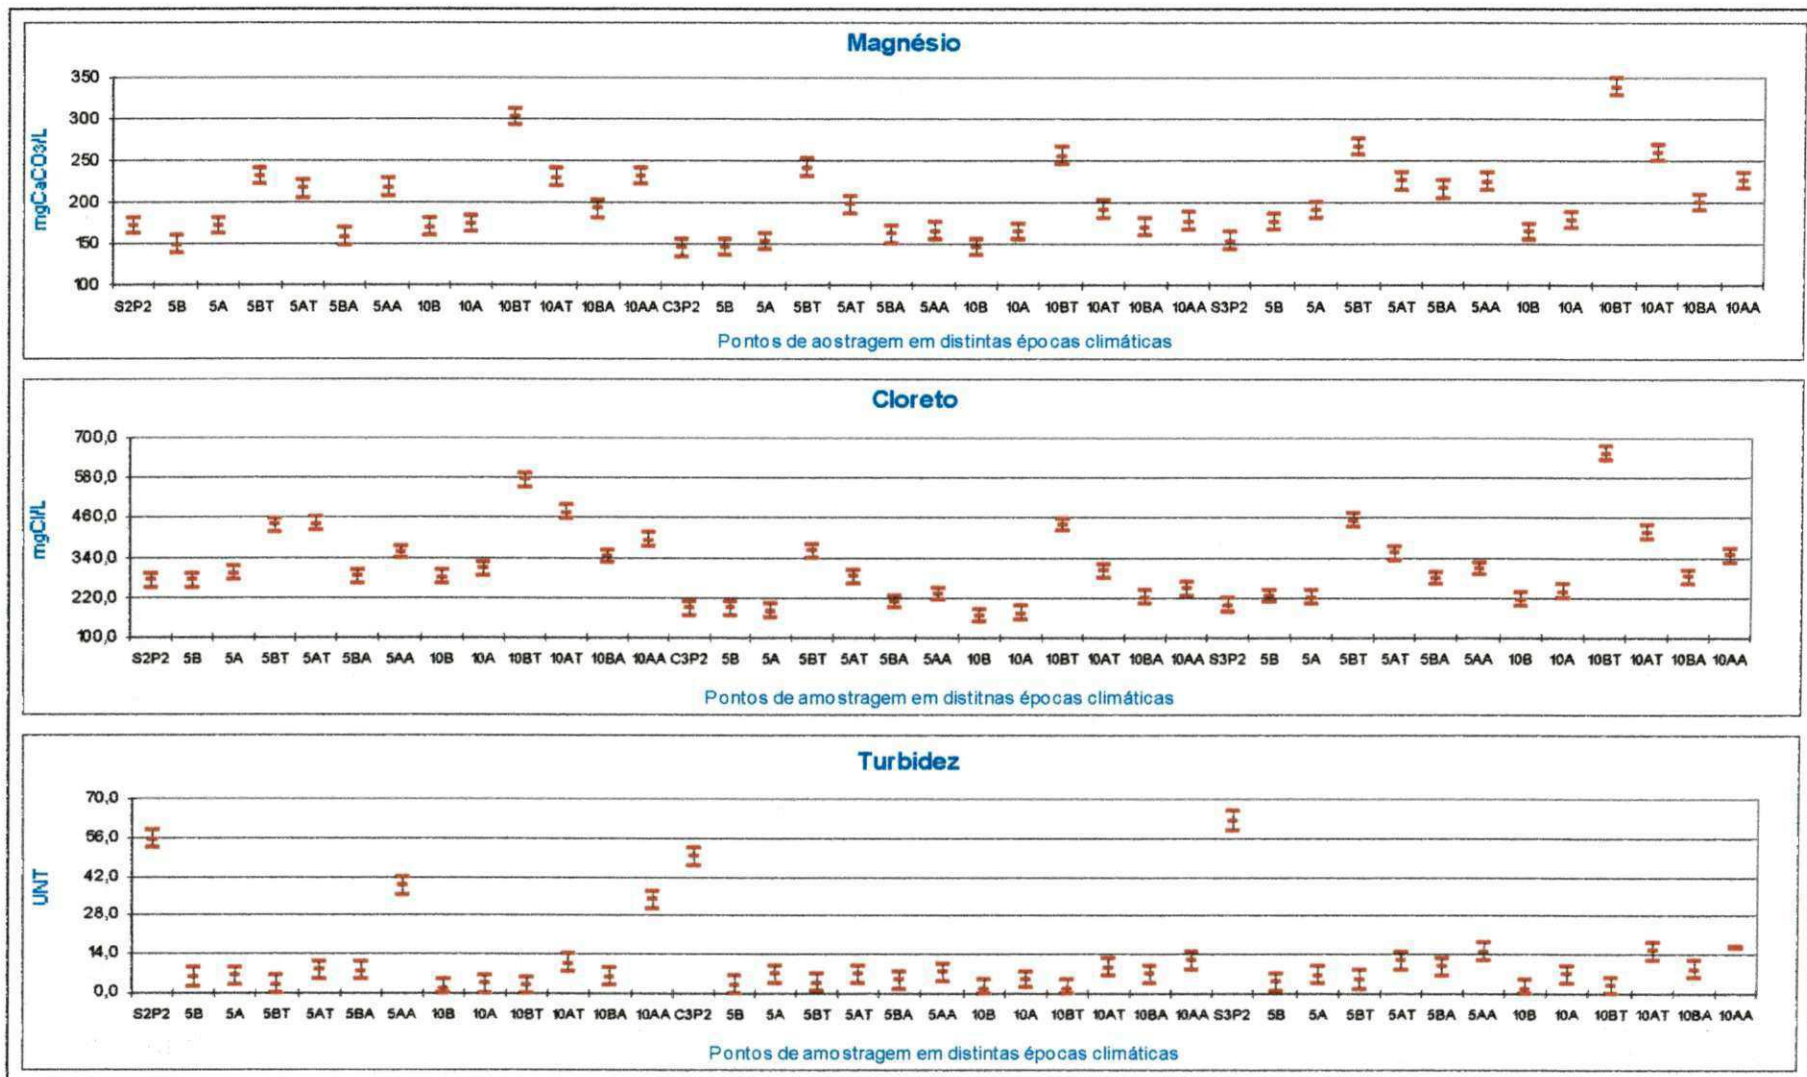 Magnésio
mgCaCO3/L
350
300
250
200
150
100
S2P2 5B 5A 5BT 5AT 5BA 5AA 10B 10A 10BT 10AT 10BA 10AA C3P2 5B 5A 5BT 5AT 5BA 5AA 10B 10A 10BT 10AT 10BA 10AA S3P2 5B 5A 5BT 5AT 5BA 5AA 10B 10A 10BT 10AT 10BA 10AA
Pontos de aostragem em distintas épocas climáticas
Cloreto
mgCl/L
700,0
580,0
460,0
340,0
220,0
100,0
S2P2 5B 5A 5BT 5AT 5BA 5AA 10B 10A 10BT 10AT 10BA 10AA C3P2 5B 5A 5BT 5AT 5BA 5AA 10B 10A 10BT 10AT 10BA 10AA S3P2 5B 5A 5BT 5AT 5BA 5AA 10B 10A 10BT 10AT 10BA 10AA
Pontos de amostragem em distitnas épocas climáticas
Turbidez
UNT
70,0
56,0
42,0
28,0
14,0
0,0
S2P2 5B 5A 5BT 5AT 5BA 5AA 10B 10A 10BT 10AT 10BA 10AA C3P2 5B 5A 5BT 5AT 5BA 5AA 10B 10A 10BT 10AT 10BA 10AA S3P2 5B 5A 5BT 5AT 5BA 5AA 10B 10A 10BT 10AT 10BA 10AA
Pontos de amostragem em distintas épocas climáticas